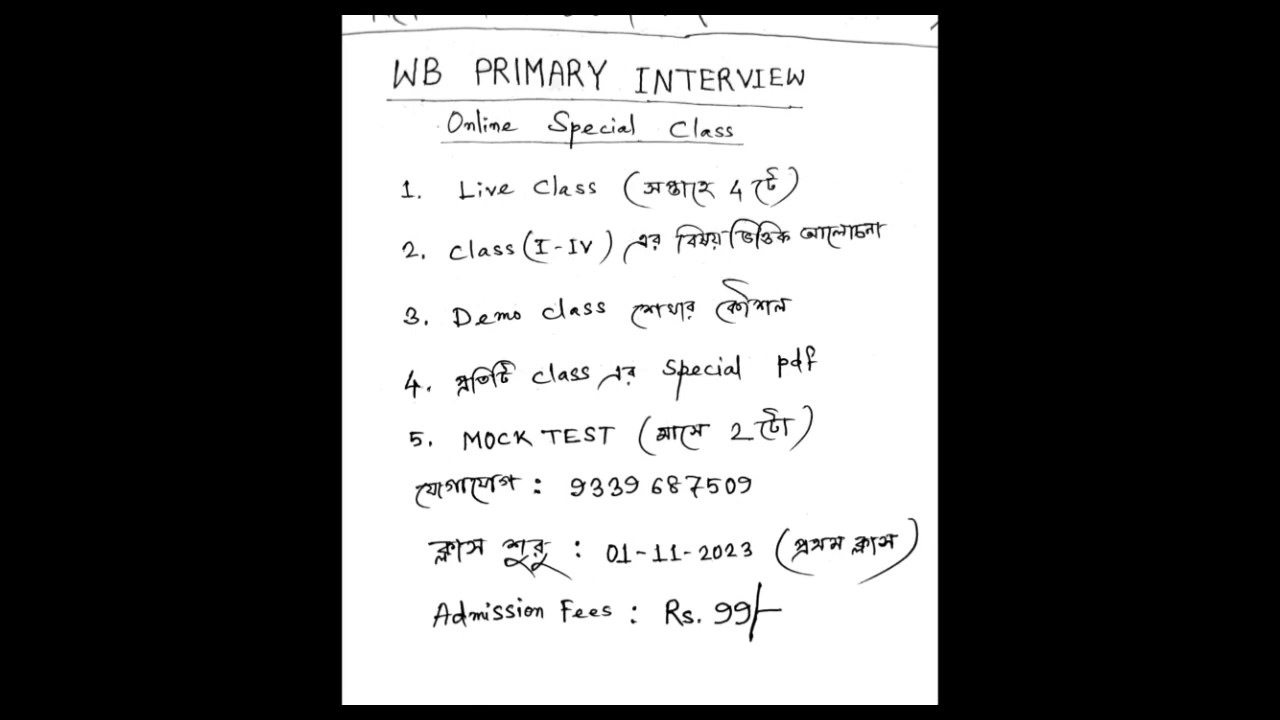 WB PRIMARY INTERVIEW
Online Special Class
1. Live Class (সপ্তাহে 4 টে)
2. Class (I-IV) এর বিষয়ভিত্তিক আলোচনা
3. Demo class শেখার কৌশল
4. প্রতিটি class এর special pdf
5. MOCK TEST (মাসে 2 টো)
যোগাযোগ : 9339687509
ক্লাস শুরু : 01-11-2023 (প্রথম ক্লাস)
Admission Fees : Rs. 99/-